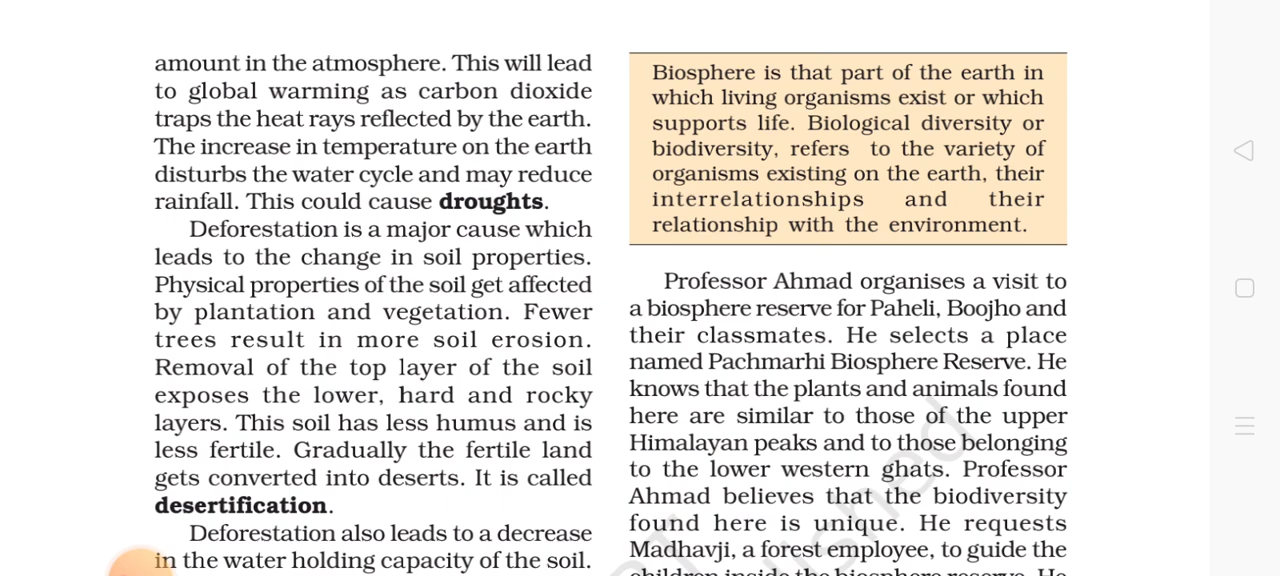 amount in the atmosphere. This will lead
to global warming as carbon dioxide
traps the heat rays reflected by the earth.
The increase in temperature on the earth
disturbs the water cycle and may reduce
rainfall. This could cause droughts.
Deforestation is a major cause which
leads to the change in soil properties.
Physical properties of the soil get affected
by plantation and vegetation. Fewer
trees result in more soil erosion.
Removal of the top layer of the soil
exposes the lower, hard and rocky
layers. This soil has less humus and is
less fertile. Gradually the fertile land
gets converted into deserts. It is called
desertification.
Deforestation also leads to a decrease
in the water holding capacity of the soil.
Biosphere is that part of the earth in
which living organisms exist or which
supports life. Biological diversity or
biodiversity, refers to the variety of
organisms existing on the earth, their
interrelationships and their
relationship with the environment.
Professor Ahmad organises a visit to
a biosphere reserve for Paheli, Boojho and
their classmates. He selects a place
named Pachmarhi Biosphere Reserve. He
knows that the plants and animals found
here are similar to those of the upper
Himalayan peaks and to those belonging
to the lower western ghats. Professor
Ahmad believes that the biodiversity
found here is unique. He requests
Madhavji, a forest employee, to guide the
children inside the biosphere reserve. He